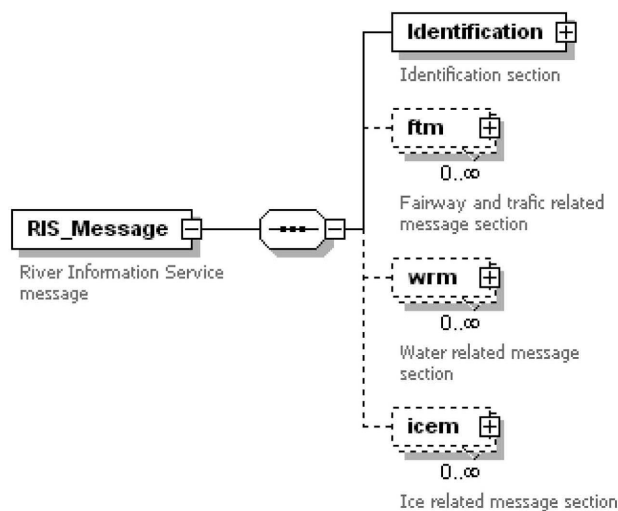 Identification
Identification section
ftm
0..∞
Fairway and trafic related
message section
RIS_Message
River Information Service
message
wrm
0..∞
Water related message
section
icem
0..∞
Ice related message section